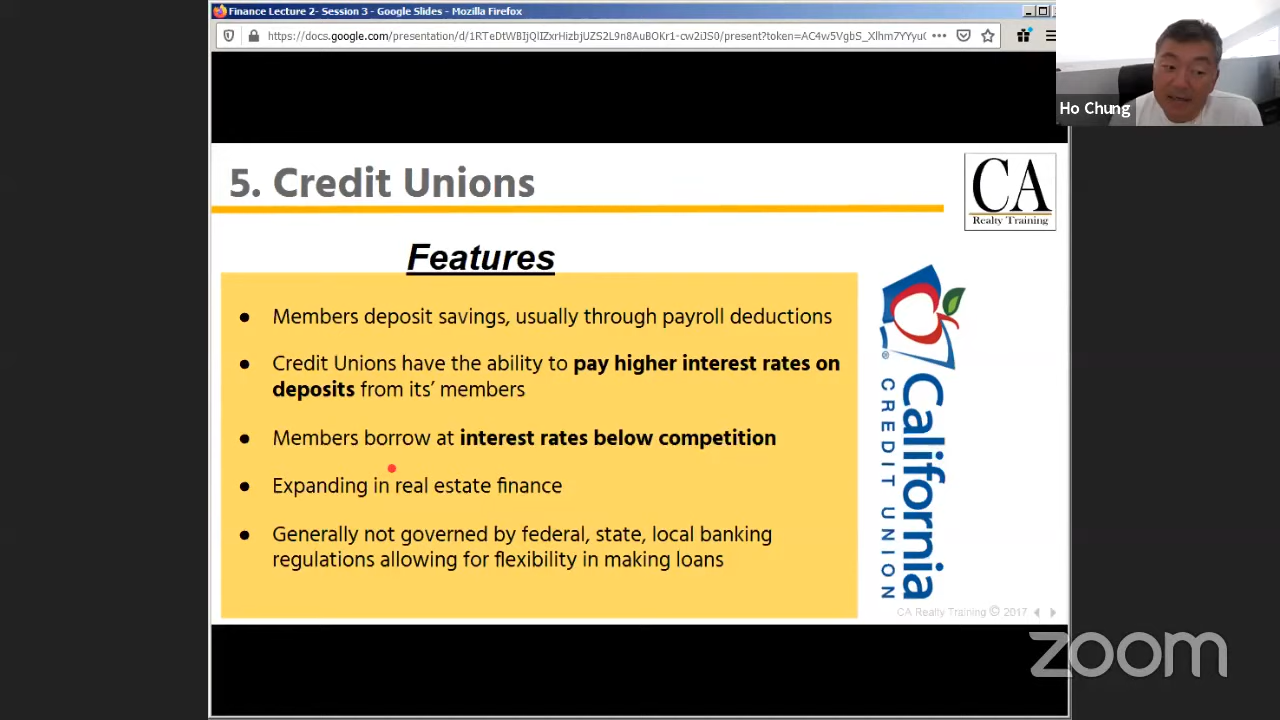 Finance Lecture 2- Session 3 - Google Slides - Mozilla Firefox
https://docs.google.com/presentation/d/1RTeDtWBIjQlIZxrHizbjUZS2L9n8AuBOKr1-cw2iJS0/present?token=AC4w5VgbS_Xlhm7YYyu
Ho Chung
5. Credit Unions
CA
Realty Training
Features
● Members deposit savings, usually through payroll deductions
● Credit Unions have the ability to pay higher interest rates on
deposits from its’ members
● Members borrow at interest rates below competition
● Expanding in real estate finance
● Generally not governed by federal, state, local banking
regulations allowing for flexibility in making loans
California
CREDIT UNION
®
CA Realty Training © 2017
zoom